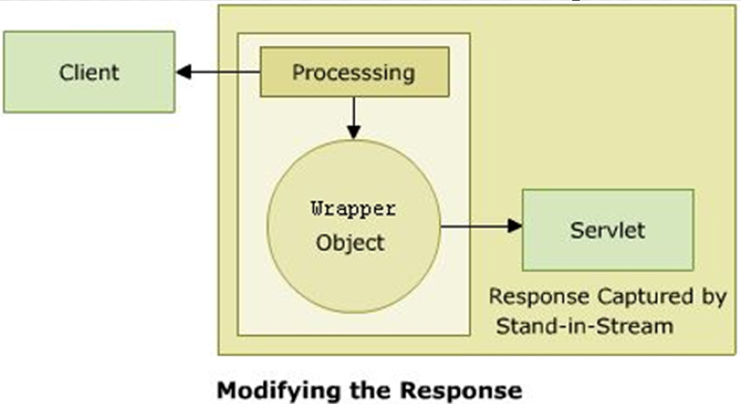 Client
Processsing
Wrapper
Object
Servlet
Response Captured by
Stand-in-Stream
Modifying the Response